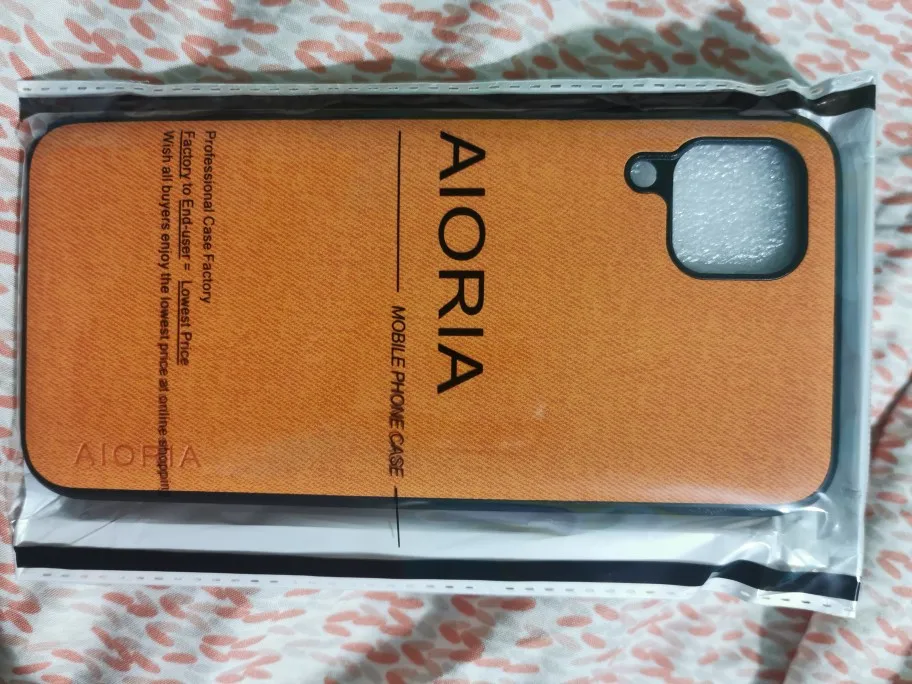 AIORIA
MOBILE PHONE CASE
Professional Case Factory
Factory to End-user = Lowest Price
Wish all buyers enjoy the lowest price at online shoppin
AIORIA